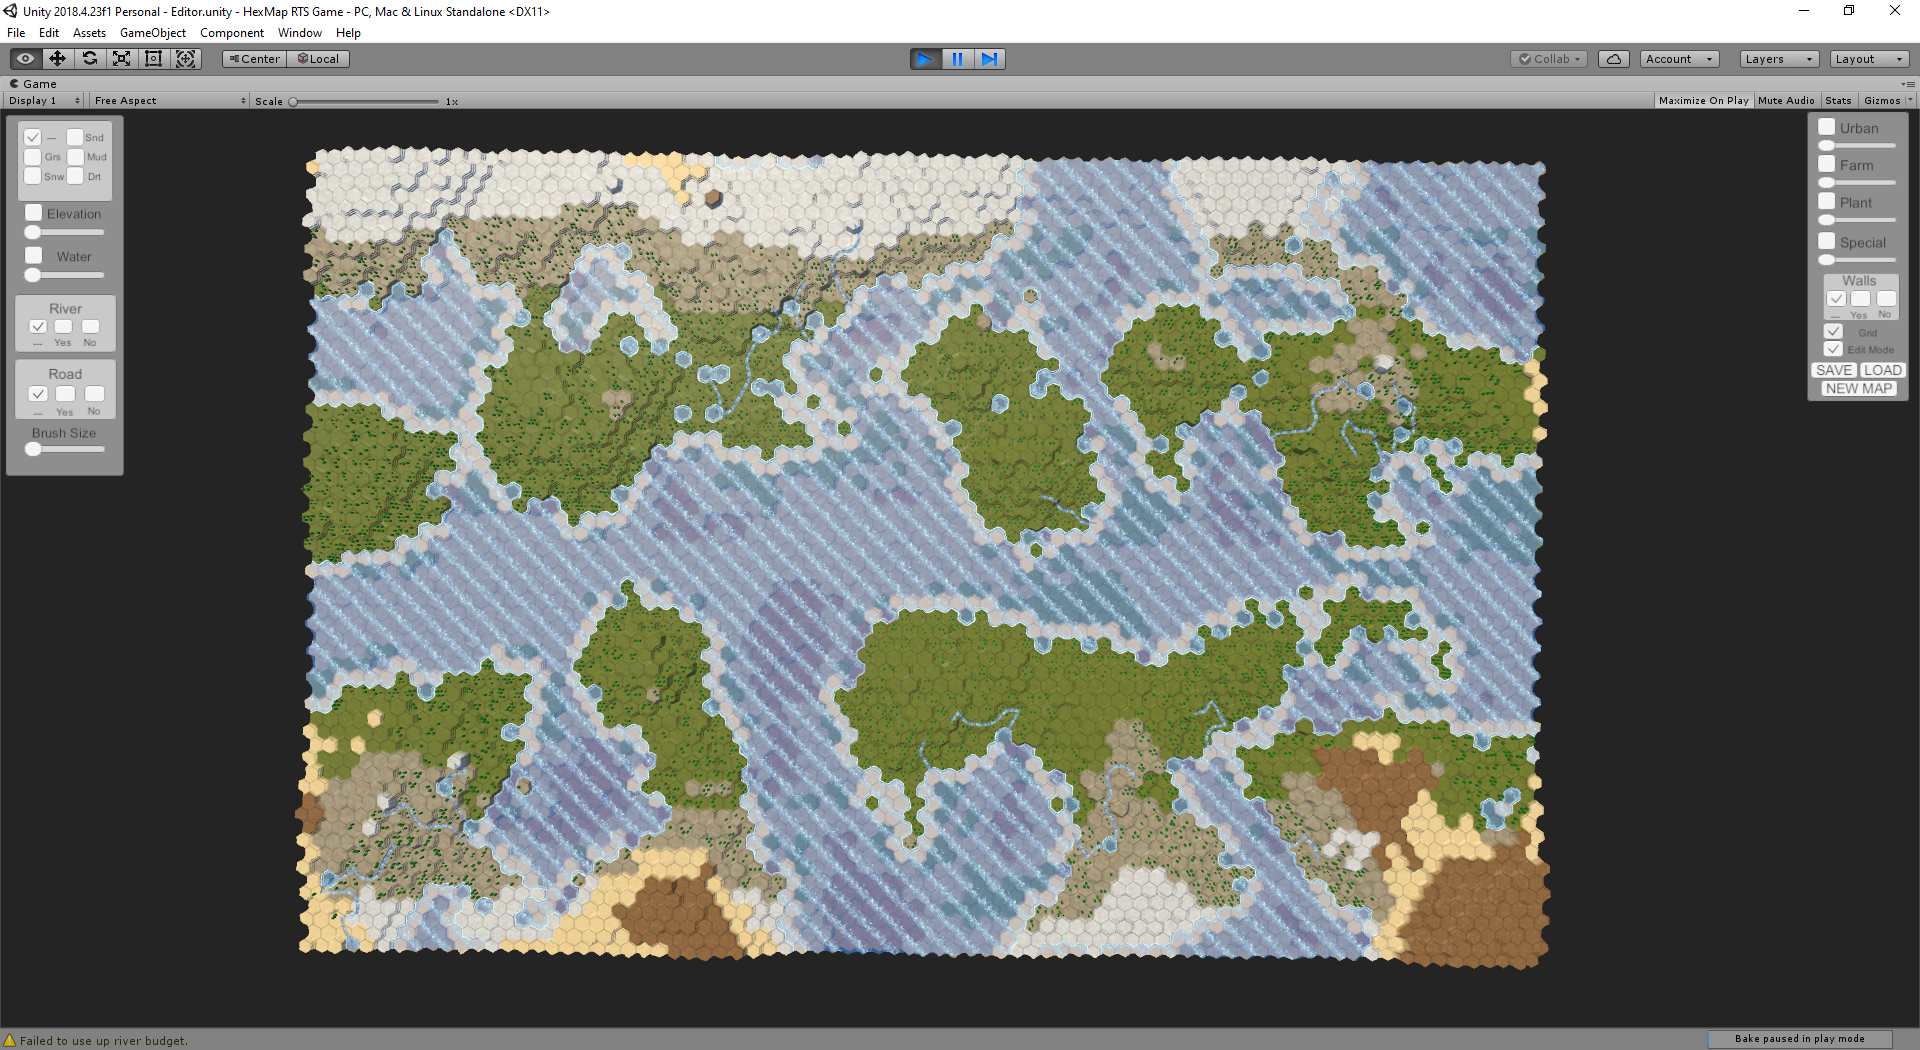 Unity 2018.4.23f1 Personal - Editor.unity - HexMap RTS Game - PC, Mac & Linux Standalone <DX11>
File Edit Assets GameObject Component Window Help
Center Local Collab Account Layers Layout
Game
Display 1 Free Aspect Scale 1x Maximize On Play Mute Audio Stats Gizmos
--- Snd
Grs Mud
Snw Drt
Elevation
Water
River
--- Yes No
Road
--- Yes No
Brush Size
Urban
Farm
Plant
Special
Walls
--- Yes No
Grid
Edit Mode
SAVE LOAD
NEW MAP
Failed to use up river budget.
Bake paused in play mode